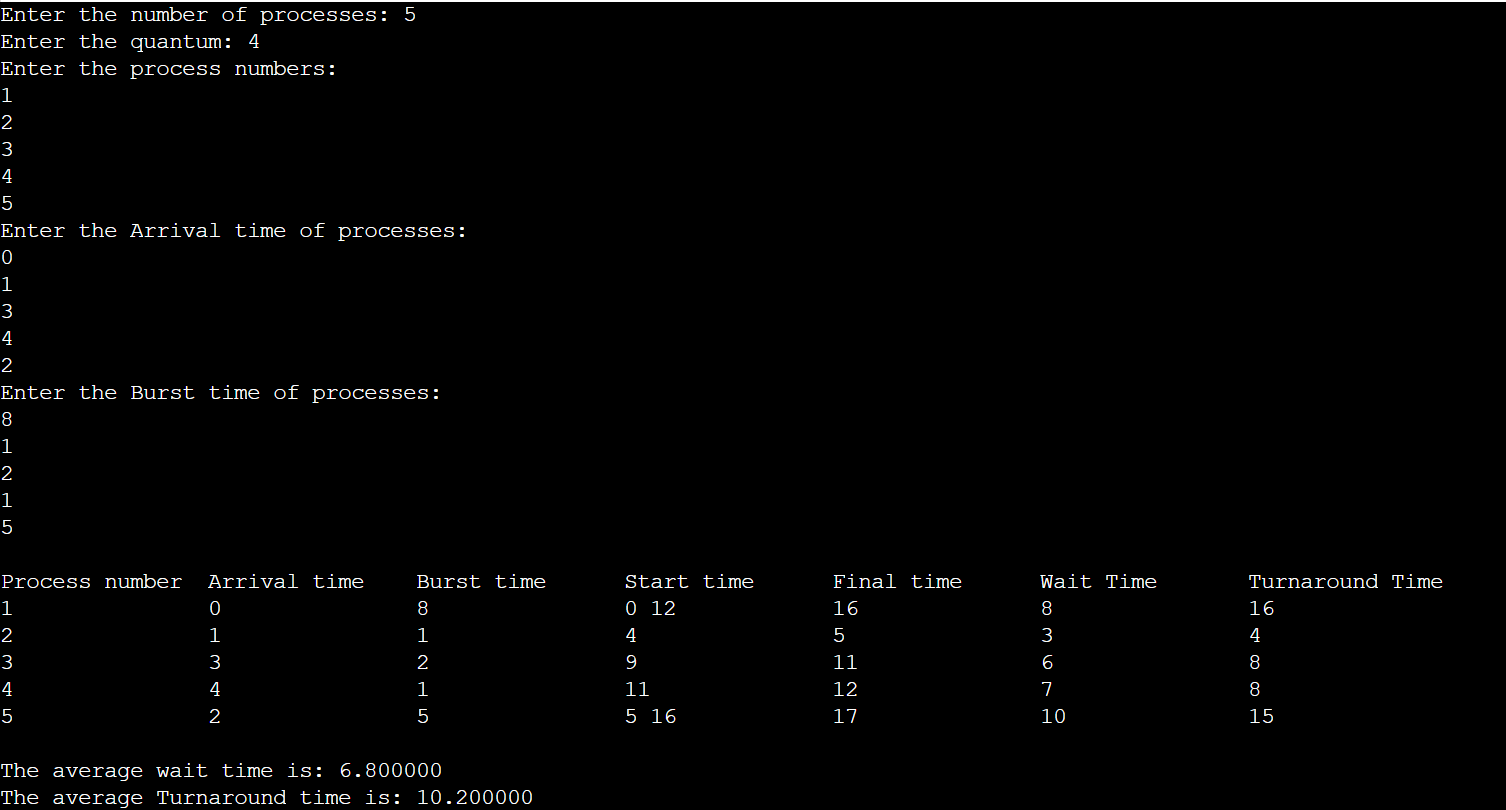 Enter the number of processes: 5
Enter the quantum: 4
Enter the process numbers:
1
2
3
4
5
Enter the Arrival time of processes:
0
1
3
4
2
Enter the Burst time of processes:
8
1
2
1
5
Process number  Arrival time    Burst time      Start time      Final time      Wait Time       Turnaround Time
1               0               8               0 12            16              8               16
2               1               1               4               5               3               4
3               3               2               9               11              6               8
4               4               1               11              12              7               8
5               2               5               5 16            17              10              15
The average wait time is: 6.800000
The average Turnaround time is: 10.200000